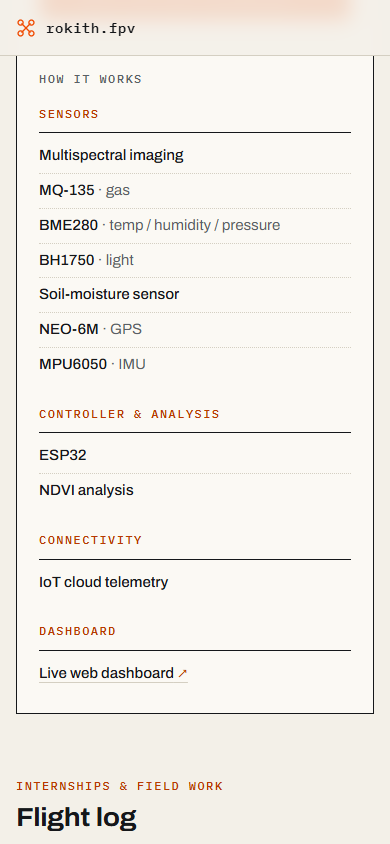 rokith.fpv
HOW IT WORKS
SENSORS
Multispectral imaging
MQ-135 · gas
BME280 · temp / humidity / pressure
BH1750 · light
Soil-moisture sensor
NEO-6M · GPS
MPU6050 · IMU
CONTROLLER & ANALYSIS
ESP32
NDVI analysis
CONNECTIVITY
IoT cloud telemetry
DASHBOARD
Live web dashboard ↗
INTERNSHIPS & FIELD WORK
Flight log